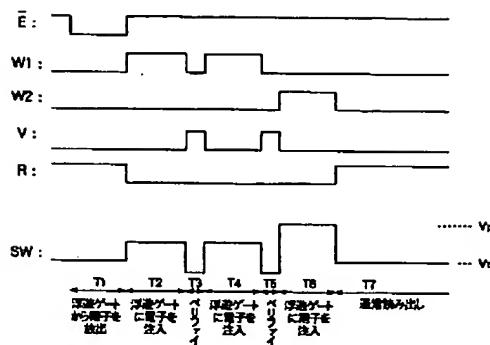 E :
W1 :
W2 :
V :
R :
SW :
T1 T2 T3 T4 T5 T6 T7
浮遊ゲートから電子を放出
浮遊ゲートに電子を注入
ベリファイ
浮遊ゲートに電子を注入
ベリファイ
浮遊ゲートに電子を注入
通常読み出し